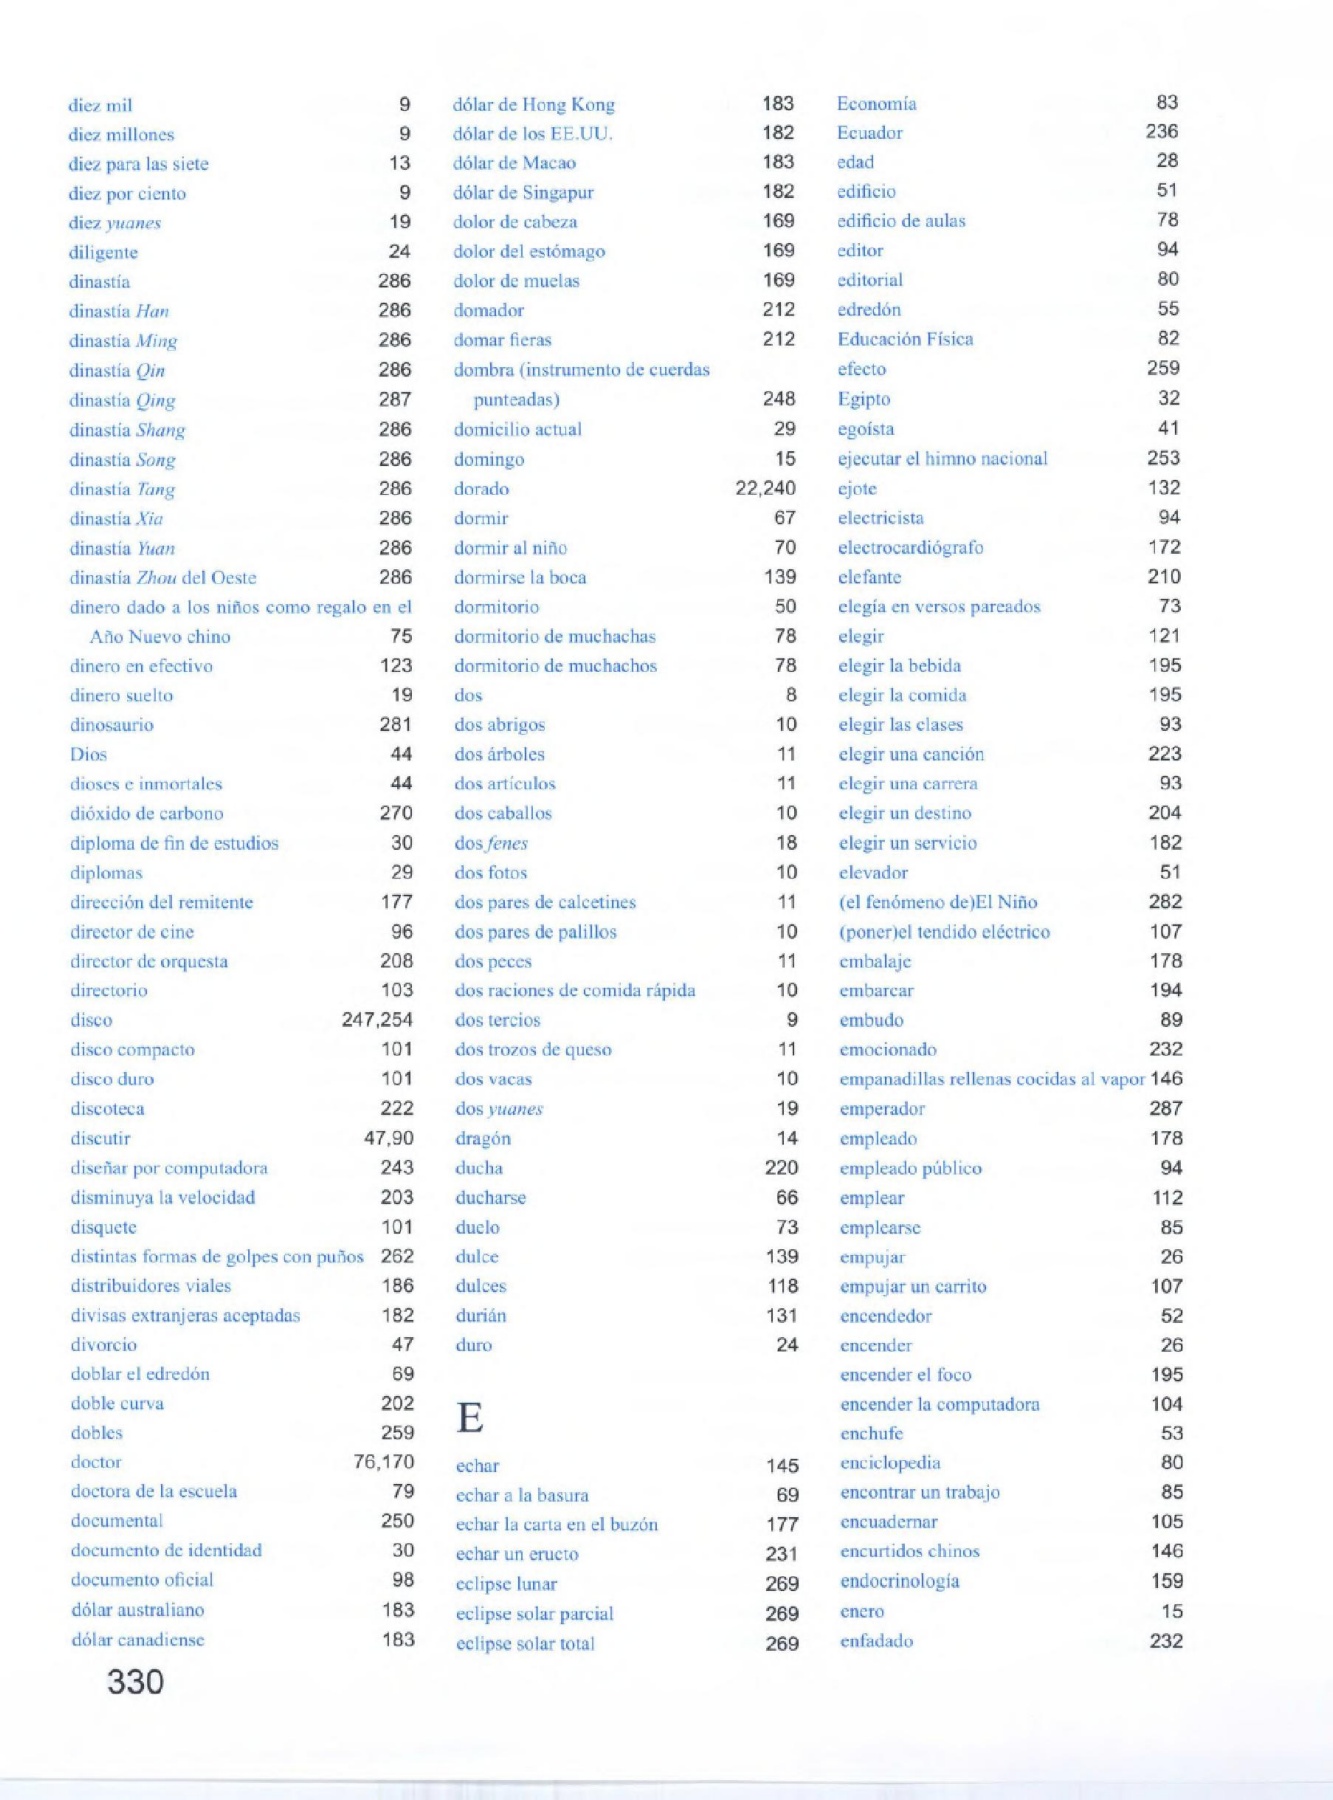 diez mil 9
diez millones 9
diez para las siete 13
diez por ciento 9
diez yuanes 19
diligente 24
dinastía 286
dinastía Han 286
dinastía Ming 286
dinastía Qin 286
dinastía Qing 287
dinastía Shang 286
dinastía Song 286
dinastía Tang 286
dinastía Xia 286
dinastía Yuan 286
dinastía Zhou del Oeste 286
dinero dado a los niños como regalo en el
Año Nuevo chino 75
dinero en efectivo 123
dinero suelto 19
dinosaurio 281
Dios 44
dioses e inmortales 44
dióxido de carbono 270
diploma de fin de estudios 30
diplomas 29
dirección del remitente 177
director de cine 96
director de orquesta 208
directorio 103
disco 247,254
disco compacto 101
disco duro 101
discoteca 222
discutir 47,90
diseñar por computadora 243
disminuya la velocidad 203
disquete 101
distintas formas de golpes con puños 262
distribuidores viales 186
divisas extranjeras aceptadas 182
divorcio 47
doblar el edredón 69
doble curva 202
dobles 259
doctor 76,170
doctora de la escuela 79
documental 250
documento de identidad 30
documento oficial 98
dólar australiano 183
dólar canadiense 183
dólar de Hong Kong 183
dólar de los EE.UU. 182
dólar de Macao 183
dólar de Singapur 182
dolor de cabeza 169
dolor del estómago 169
dolor de muelas 169
domador 212
domar fieras 212
dombra (instrumento de cuerdas
punteadas) 248
domicilio actual 29
domingo 15
dorado 22,240
dormir 67
dormir al niño 70
dormirse la boca 139
dormitorio 50
dormitorio de muchachas 78
dormitorio de muchachos 78
dos 8
dos abrigos 10
dos árboles 11
dos artículos 11
dos caballos 10
dos fenes 18
dos fotos 10
dos pares de calcetines 11
dos pares de palillos 10
dos peces 11
dos raciones de comida rápida 10
dos tercios 9
dos trozos de queso 11
dos vacas 10
dos yuanes 19
dragón 14
ducha 220
ducharse 66
duelo 73
dulce 139
dulces 118
durián 131
duro 24
E
echar 145
echar a la basura 69
echar la carta en el buzón 177
echar un eructo 231
eclipse lunar 269
eclipse solar parcial 269
eclipse solar total 269
Economía 83
Ecuador 236
edad 28
edificio 51
edificio de aulas 78
editor 94
editorial 80
edredón 55
Educación Física 82
efecto 259
Egipto 32
egoísta 41
ejecutar el himno nacional 253
ejote 132
electricista 94
electrocardiógrafo 172
elefante 210
elegía en versos pareados 73
elegir 121
elegir la bebida 195
elegir la comida 195
elegir las clases 93
elegir una canción 223
elegir una carrera 93
elegir un destino 204
elegir un servicio 182
elevador 51
(el fenómeno de)El Niño 282
(poner)el tendido eléctrico 107
embalaje 178
embarcar 194
embudo 89
emocionado 232
empanadillas rellenas cocidas al vapor 146
emperador 287
empleado 178
empleado público 94
emplear 112
emplearse 85
empujar 26
empujar un carrito 107
encendedor 52
encender 26
encender el foco 195
encender la computadora 104
enchufe 53
enciclopedia 80
encontrar un trabajo 85
encuadernar 105
encurtidos chinos 146
endocrinología 159
enero 15
enfadado 232
330